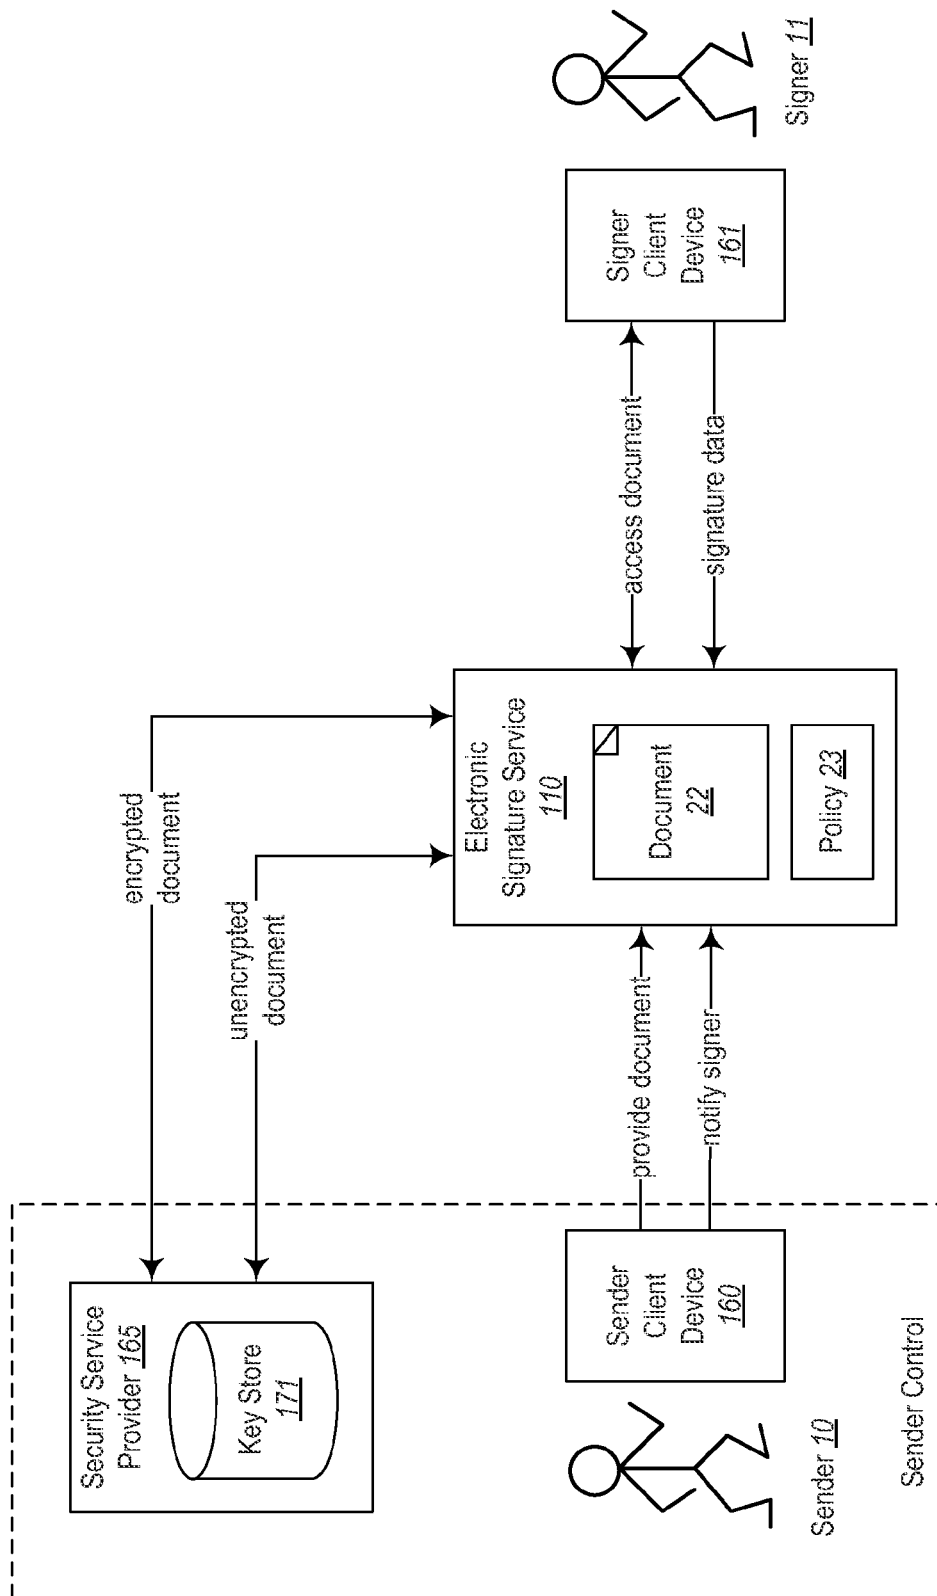 Security Service
Provider 165
Key Store
171
encrypted
document
unencrypted
document
Sender
Client
Device
160
Sender 10
Sender Control
provide document
notify signer
Electronic
Signature Service
110
Document
22
Policy 23
access document
signature data
Signer
Client
Device
161
Signer 11